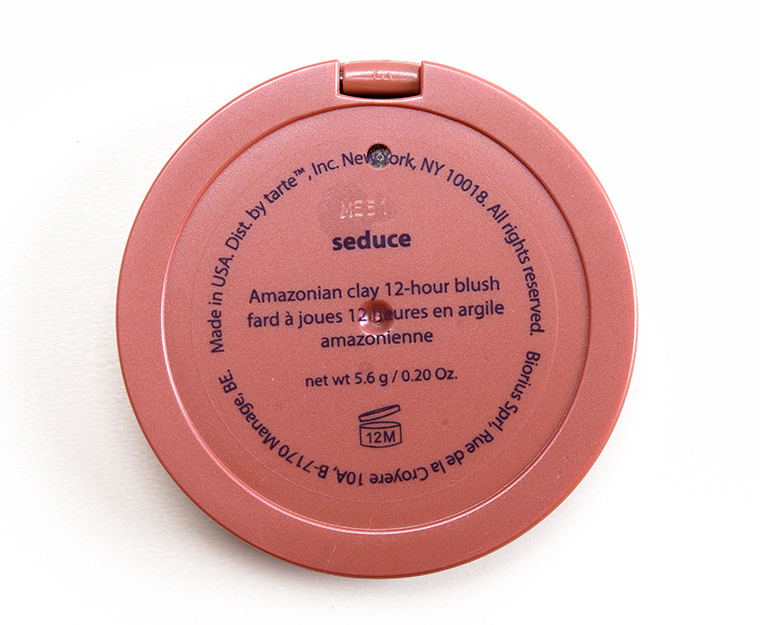 Made in USA. Dist. by tarte™, Inc. New York, NY 10018. All rights reserved. Biorius Sprl, Rue de la Croyere 10A, B-7170 Manage, BE.
seduce
Amazonian clay 12-hour blush
fard à joues 12 heures en argile
amazonienne
net wt 5.6 g / 0.20 Oz.
12M